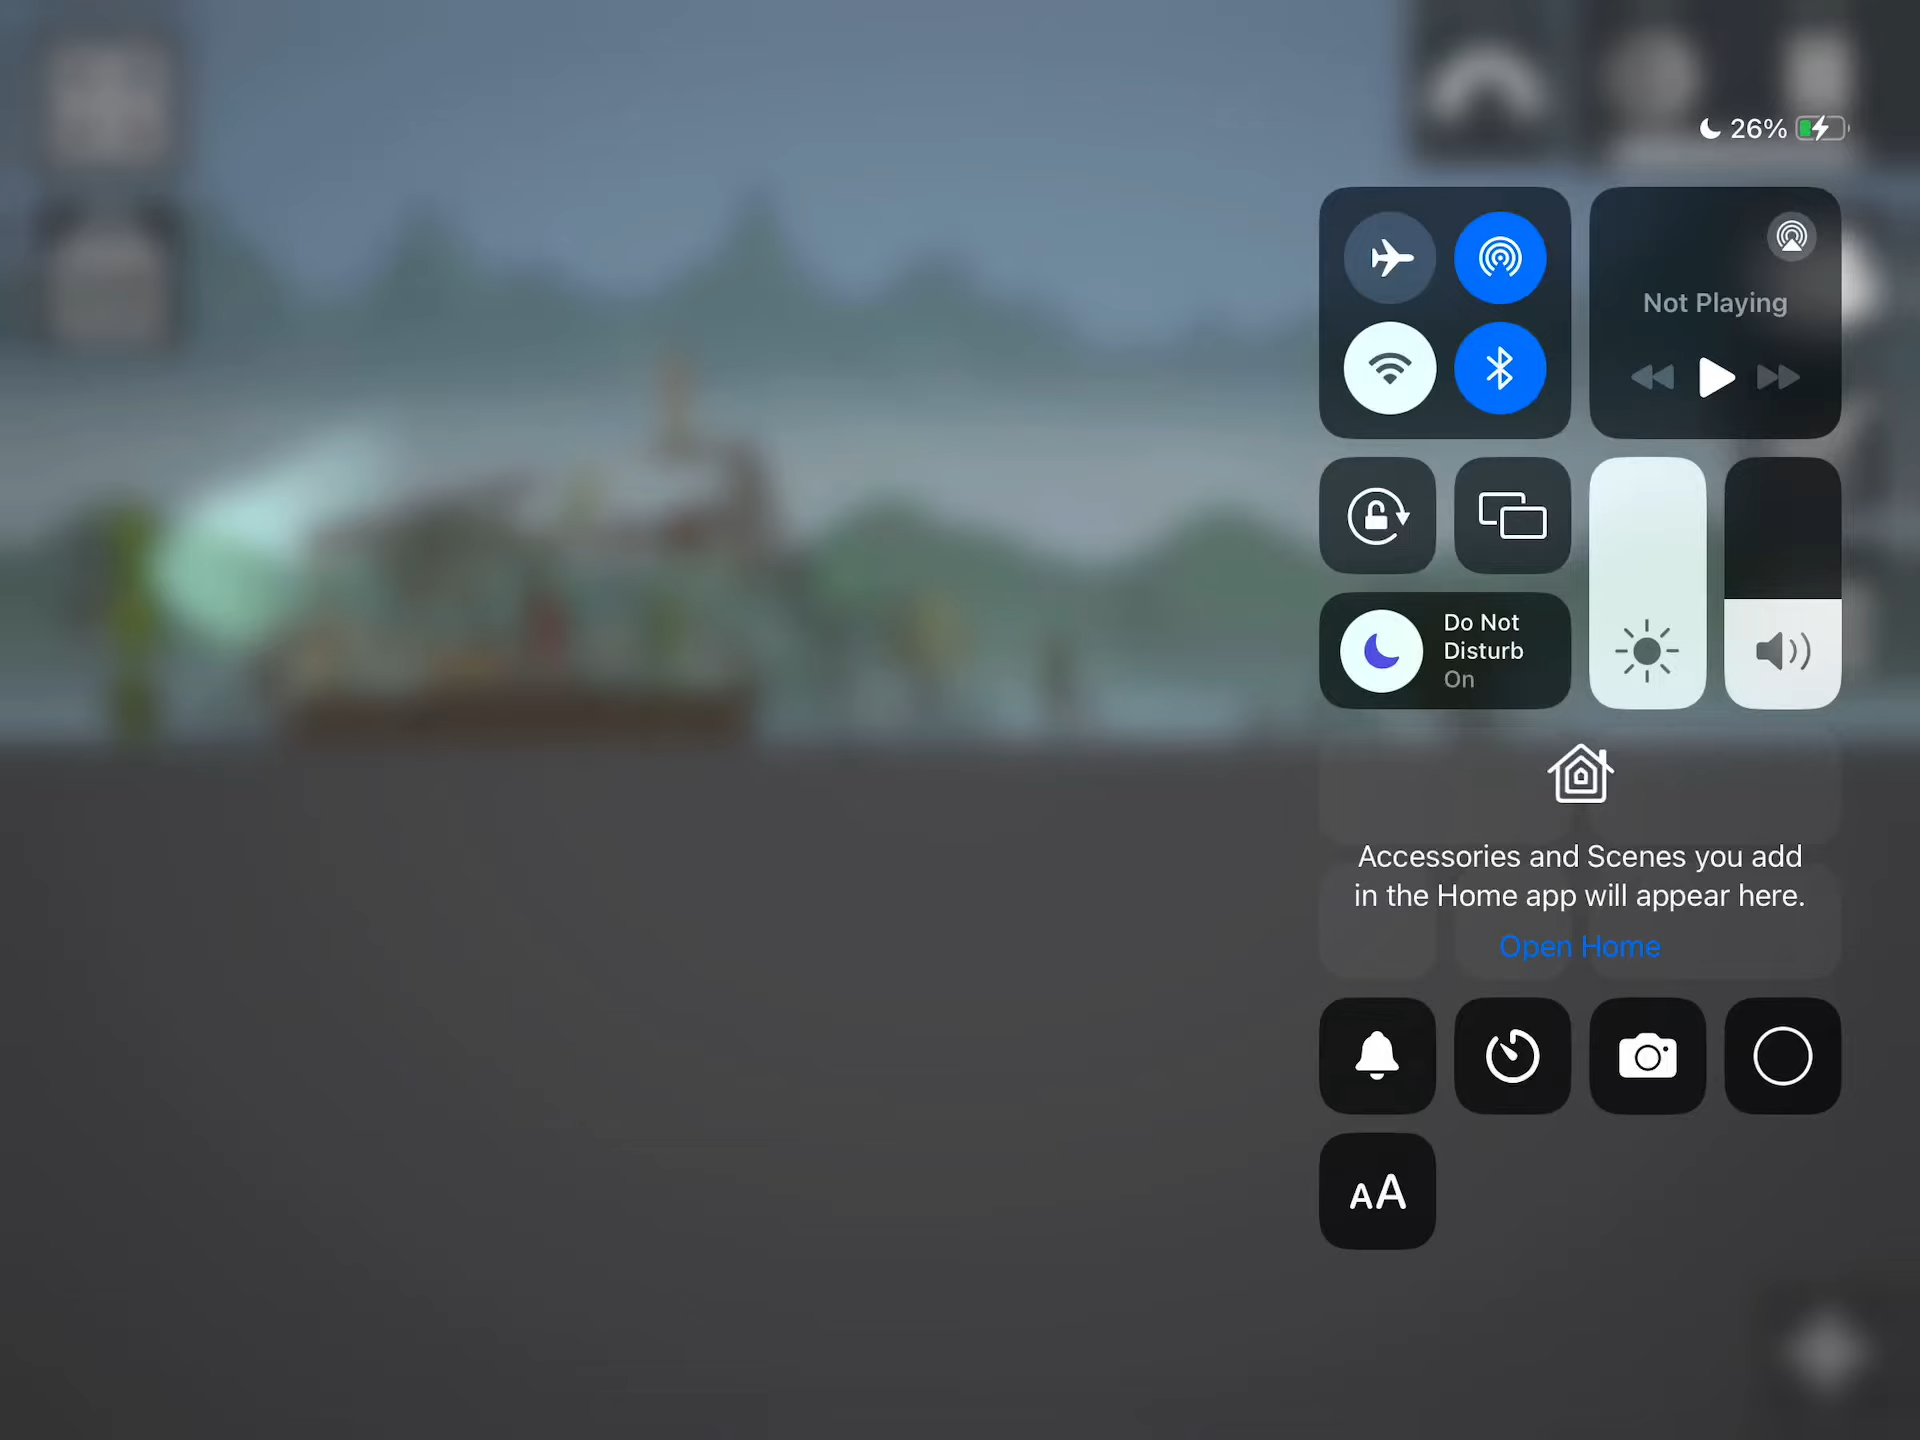 26%
Not Playing
Do Not
Disturb
On
Accessories and Scenes you add
in the Home app will appear here.
Open Home
AA